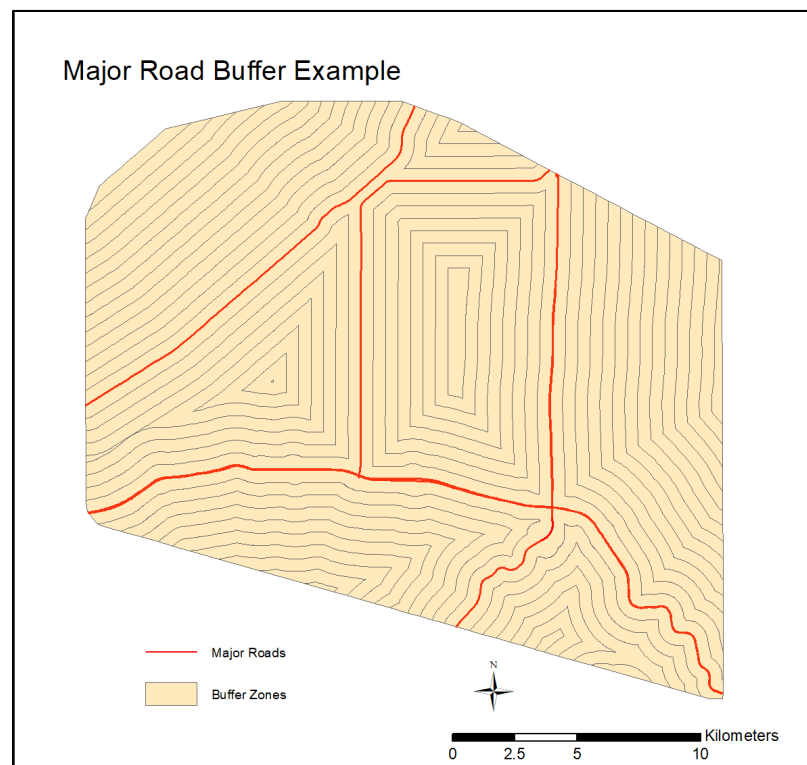 Major Road Buffer Example
Major Roads
Buffer Zones
N
Kilometers
0 2.5 5 10